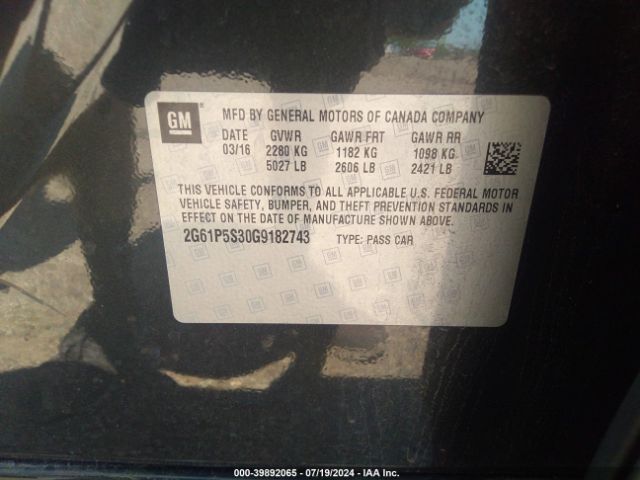 GM
MFD BY GENERAL MOTORS OF CANADA COMPANY
DATE GVWR GAWR FRT GAWR RR
03/16 2280 KG 1182 KG 1098 KG
5027 LB 2606 LB 2421 LB
THIS VEHICLE CONFORMS TO ALL APPLICABLE U.S. FEDERAL MOTOR
VEHICLE SAFETY, BUMPER, AND THEFT PREVENTION STANDARDS IN
EFFECT ON THE DATE OF MANUFACTURE SHOWN ABOVE.
2G61P5S30G9182743 TYPE: PASS CAR
000-39892065 - 07/19/2024 - IAA Inc.